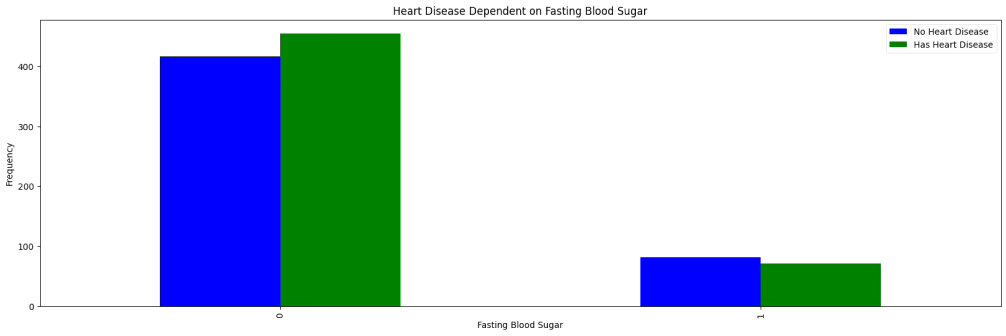 Heart Disease Dependent on Fasting Blood Sugar
No Heart Disease
Has Heart Disease
400
300
200
100
0
Frequency
0
1
Fasting Blood Sugar